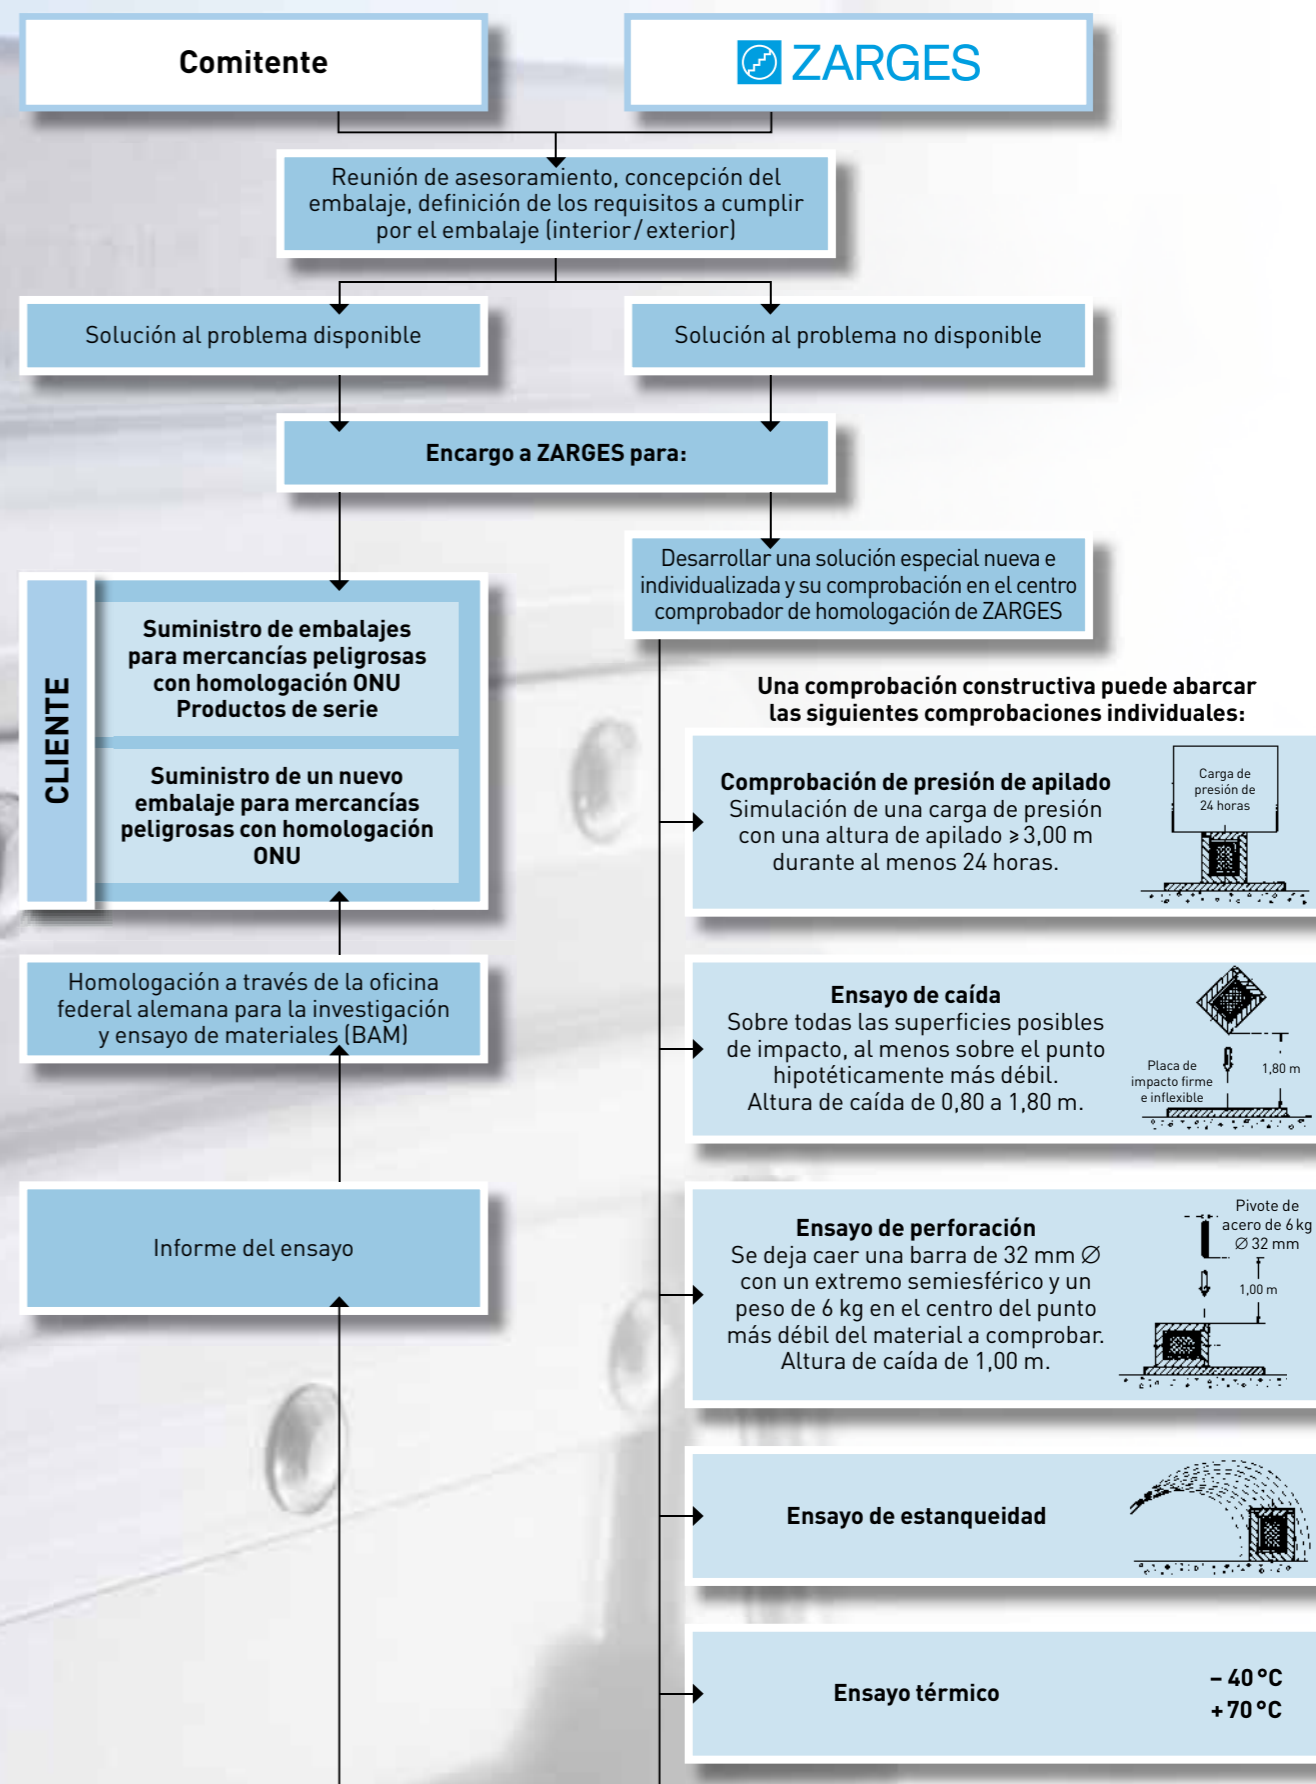 Comitente
ZARGES
Reunión de asesoramiento, concepción del
embalaje, definición de los requisitos a cumplir
por el embalaje (interior / exterior)
Solución al problema disponible
Solución al problema no disponible
Encargo a ZARGES para:
Desarrollar una solución especial nueva e
individualizada y su comprobación en el centro
comprobador de homologación de ZARGES
CLIENTE
Suministro de embalajes
para mercancías peligrosas
con homologación ONU
Productos de serie
Suministro de un nuevo
embalaje para mercancías
peligrosas con homologación
ONU
Homologación a través de la oficina
federal alemana para la investigación
y ensayo de materiales (BAM)
Informe del ensayo
Una comprobación constructiva puede abarcar
las siguientes comprobaciones individuales:
Comprobación de presión de apilado
Simulación de una carga de presión
con una altura de apilado ≥ 3,00 m
durante al menos 24 horas.
Carga de
presión de
24 horas
Ensayo de caída
Sobre todas las superficies posibles
de impacto, al menos sobre el punto
hipotéticamente más débil.
Altura de caída de 0,80 a 1,80 m.
Placa de
impacto firme
e inflexible
1,80 m
Ensayo de perforación
Se deja caer una barra de 32 mm Ø
con un extremo semiesférico y un
peso de 6 kg en el centro del punto
más débil del material a comprobar.
Altura de caída de 1,00 m.
Pivote de
acero de 6 kg
Ø 32 mm
1,00 m
Ensayo de estanqueidad
Ensayo térmico
– 40 °C
+ 70 °C